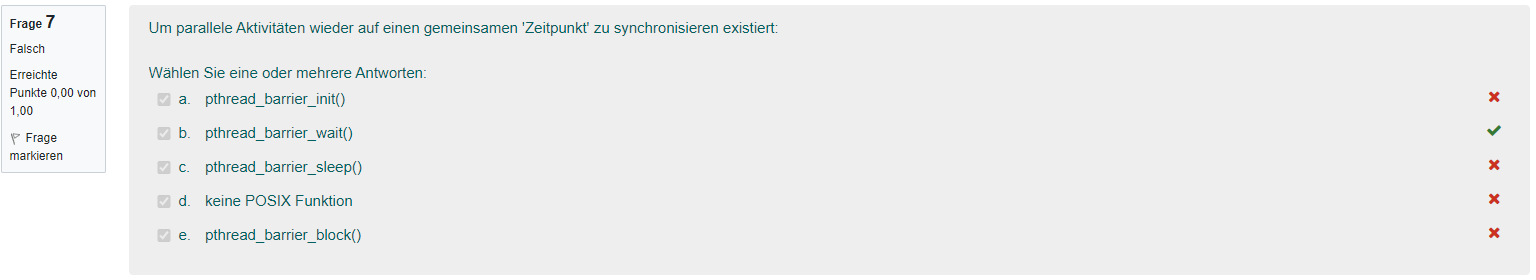 Frage 7
Falsch
Erreichte
Punkte 0,00 von
1,00
Frage
markieren
Um parallele Aktivitäten wieder auf einen gemeinsamen 'Zeitpunkt' zu synchronisieren existiert:
Wählen Sie eine oder mehrere Antworten:
a. pthread_barrier_init()
b. pthread_barrier_wait()
c. pthread_barrier_sleep()
d. keine POSIX Funktion
e. pthread_barrier_block()